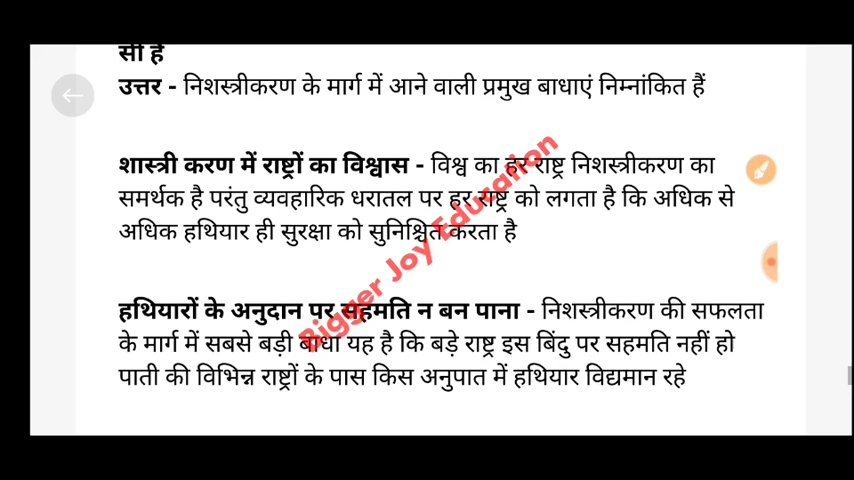 सी हैं
उत्तर - निशस्त्रीकरण के मार्ग में आने वाली प्रमुख बाधाएं निम्नांकित हैं
शास्त्री करण में राष्ट्रों का विश्वास - विश्व का हर राष्ट्र निशस्त्रीकरण का
समर्थक है परंतु व्यवहारिक धरातल पर हर राष्ट्र को लगता है कि अधिक से
अधिक हथियार ही सुरक्षा को सुनिश्चित करता है
हथियारों के अनुदान पर सहमति न बन पाना - निशस्त्रीकरण की सफलता
के मार्ग में सबसे बड़ी बाधा यह है कि बड़े राष्ट्र इस बिंदु पर सहमति नहीं हो
पाती की विभिन्न राष्ट्रों के पास किस अनुपात में हथियार विद्यमान रहे
Bigger Joy Education